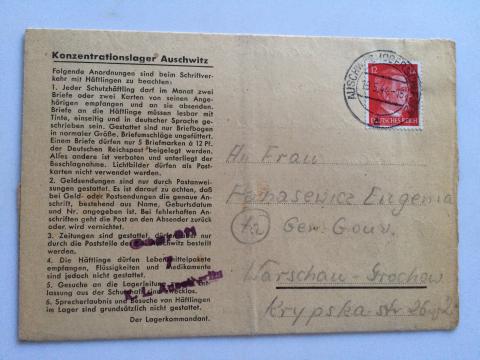 Konzentrationslager Auschwitz
Folgende Anordnungen sind beim Schriftver-
kehr mit Häftlingen zu beachten:
1. Jeder Schutzhäftling darf im Monat zwei
Briefe oder zwei Karten von seinen Ange-
hörigen empfangen und an sie absenden.
Briefe an die Häftlinge müssen lesbar mit
Tinte, einseitig und in deutscher Sprache ge-
schrieben sein. Gestattet sind nur Briefbogen
in normaler Größe. Briefumschläge ungefüttert.
Einem Briefe dürfen nur 5 Briefmarken à 12 Pf.
der Deutschen Reichspost beigelegt werden.
Alles andere ist verboten und unterliegt der
Beschlagnahme. Lichtbilder dürfen als Post-
karten nicht verwendet werden.
2. Geldsendungen sind nur durch Postanwei-
sungen gestattet. Es ist darauf zu achten, daß
bei Geld- oder Postsendungen die genaue An-
schrift, bestehend aus Name, Geburtsdatum
und Nr. angegeben ist. Bei fehlerhaften An-
schriften geht die Post an den Absender zurück
oder wird vernichtet.
3. Zeitungen sind gestattet, dürfen nur
durch die Poststelle des Auschwitz bestellt
werden.
4. Die Häftlinge dürfen Lebensmittelpakete
empfangen, Flüssigkeiten und Medikamente
sind jedoch nicht gestattet.
5. Gesuche an die Lagerleitung Ent-
lassung aus der Schutzhaft zwecklos.
6. Sprecherlaubnis und Besuche von Häftlingen
im Lager sind grundsätzlich nicht gestattet.
Der Lagerkommandant.
7
K. L. Auschwitz
AUSCHWITZ
12
12
DEUTSCHES REICH
An Frau
Eugenia
Gen. Gouv.
Warschau-Grochow
Krypska-str 26